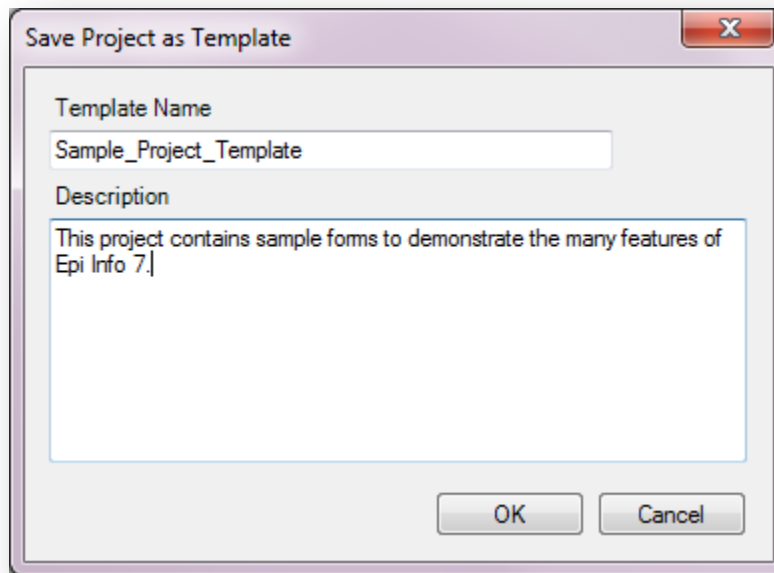 Save Project as Template
Template Name
Sample_Project_Template
Description
This project contains sample forms to demonstrate the many features of
Epi Info 7.
OK
Cancel